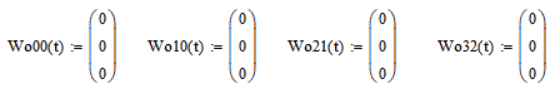 Wo00(t) := (0 0 0) Wo10(t) := (0 0 0) Wo21(t) := (0 0 0) Wo32(t) := (0 0 0)